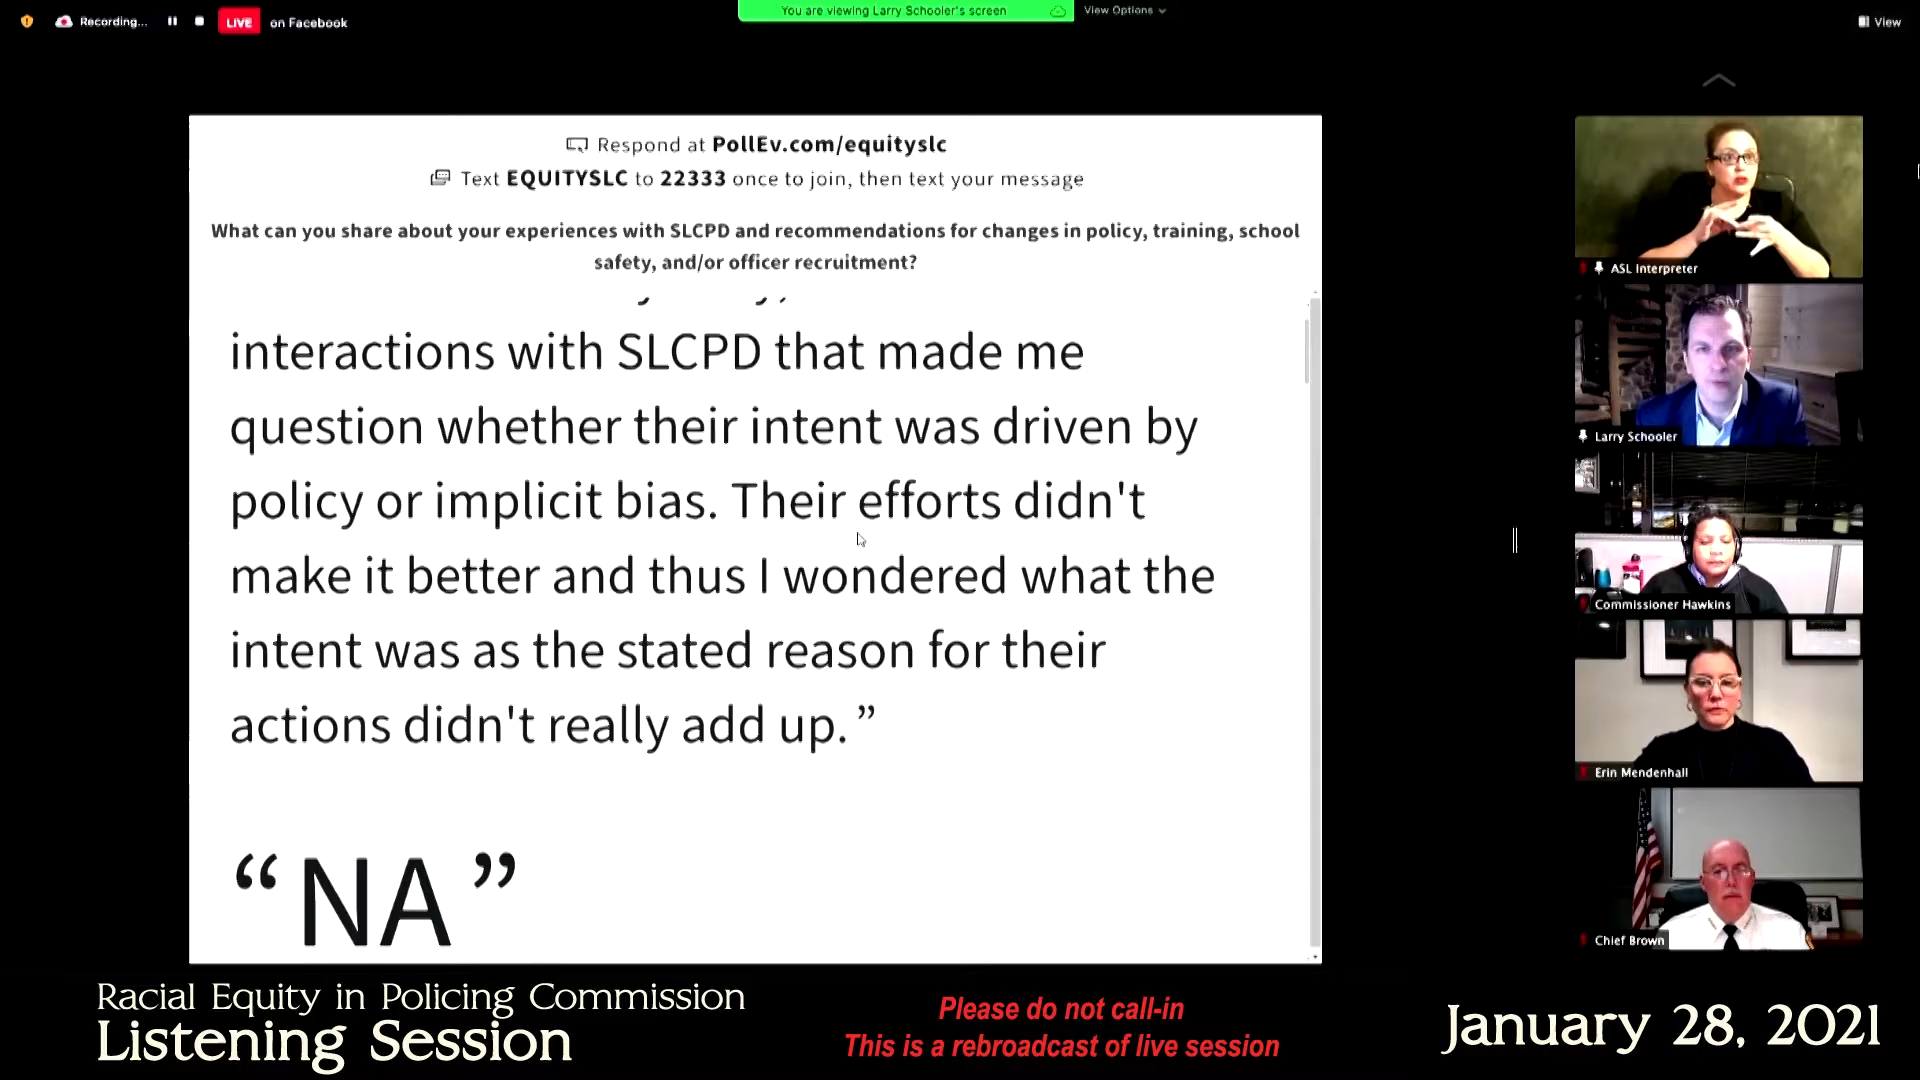 Recording...
LIVE
on Facebook
You are viewing Larry Schooler's screen
View Options
View
Respond at PollEv.com/equityslc
Text EQUITYSLC to 22333 once to join, then text your message
What can you share about your experiences with SLCPD and recommendations for changes in policy, training, school
safety, and/or officer recruitment?
interactions with SLCPD that made me
question whether their intent was driven by
policy or implicit bias. Their efforts didn't
make it better and thus I wondered what the
intent was as the stated reason for their
actions didn't really add up. ”
“ NA ”
ASL Interpreter
Larry Schooler
Commissioner Hawkins
Erin Mendenhall
Chief Brown
Racial Equity in Policing Commission
Listening Session
Please do not call-in
This is a rebroadcast of live session
January 28, 2021